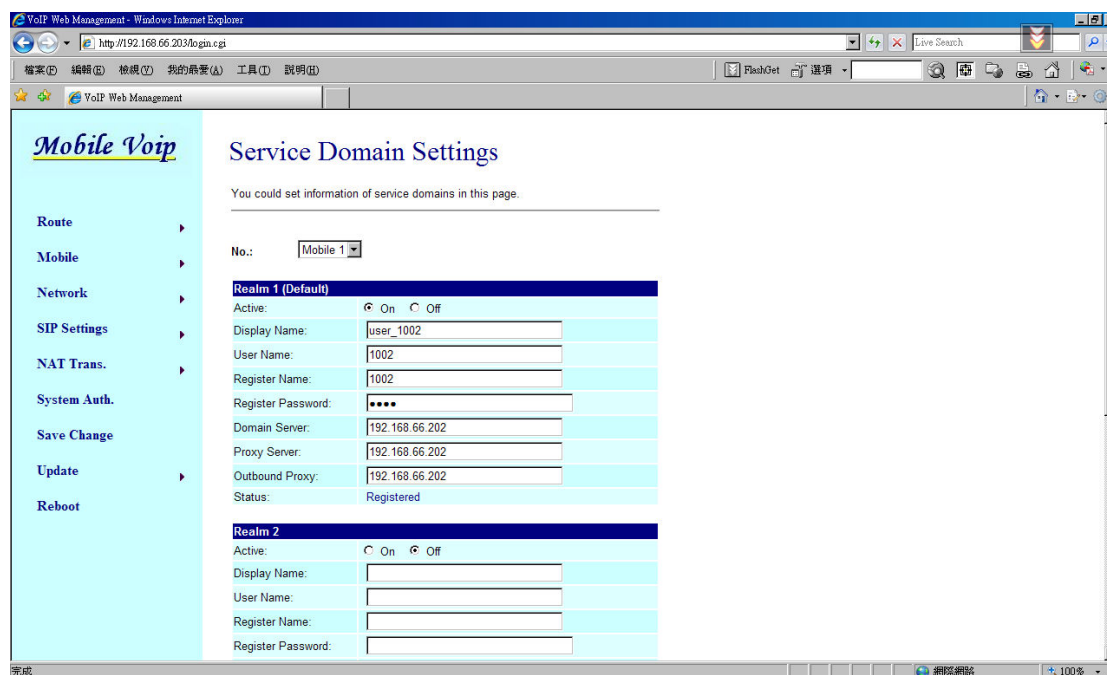 VoIP Web Management - Windows Internet Explorer
http://192.168.66.203/login.cgi
Live Search
檔案(F) 編輯(E) 檢視(V) 我的最愛(A) 工具(T) 說明(H)
FlashGet 選項
VoIP Web Management
Mobile Voip
Service Domain Settings
You could set information of service domains in this page.
Route
Mobile
Network
SIP Settings
NAT Trans.
System Auth.
Save Change
Update
Reboot
No.: Mobile 1
Realm 1 (Default)
Active: On Off
Display Name: user_1002
User Name: 1002
Register Name: 1002
Register Password: ••••
Domain Server: 192.168.66.202
Proxy Server: 192.168.66.202
Outbound Proxy: 192.168.66.202
Status: Registered
Realm 2
Active: On Off
Display Name:
User Name:
Register Name:
Register Password:
完成 網際網路 100%